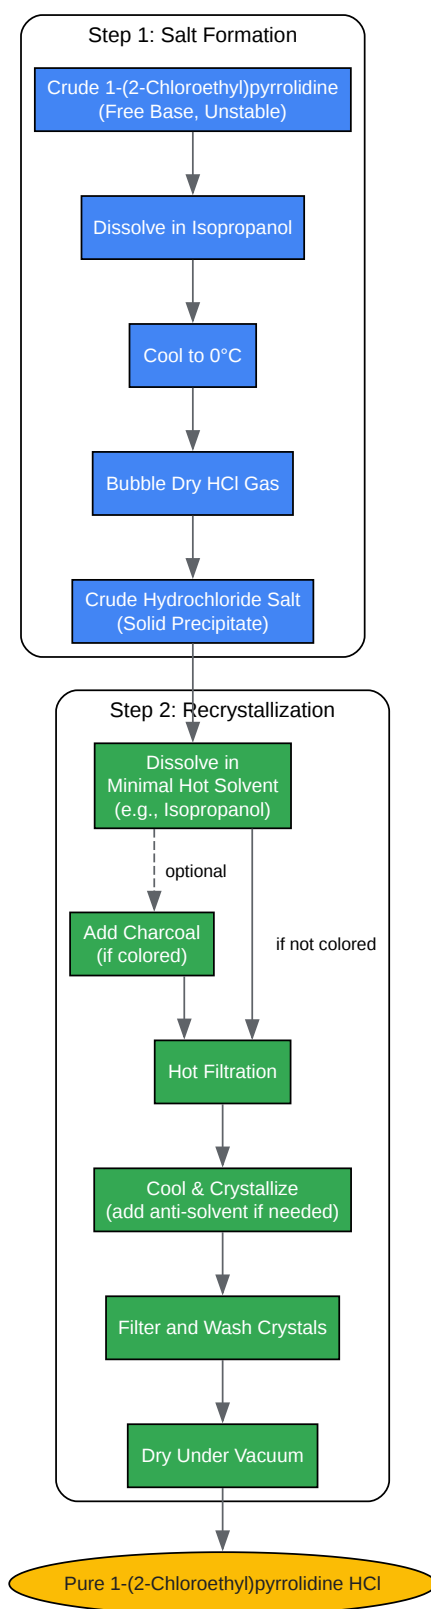 Step 1: Salt Formation
Crude 1-(2-Chloroethyl)pyrrolidine
(Free Base, Unstable)
Dissolve in Isopropanol
Cool to 0°C
Bubble Dry HCl Gas
Crude Hydrochloride Salt
(Solid Precipitate)
Step 2: Recrystallization
Dissolve in
Minimal Hot Solvent
(e.g., Isopropanol)
optional
Add Charcoal
(if colored)
if not colored
Hot Filtration
Cool & Crystallize
(add anti-solvent if needed)
Filter and Wash Crystals
Dry Under Vacuum
Pure 1-(2-Chloroethyl)pyrrolidine HCl